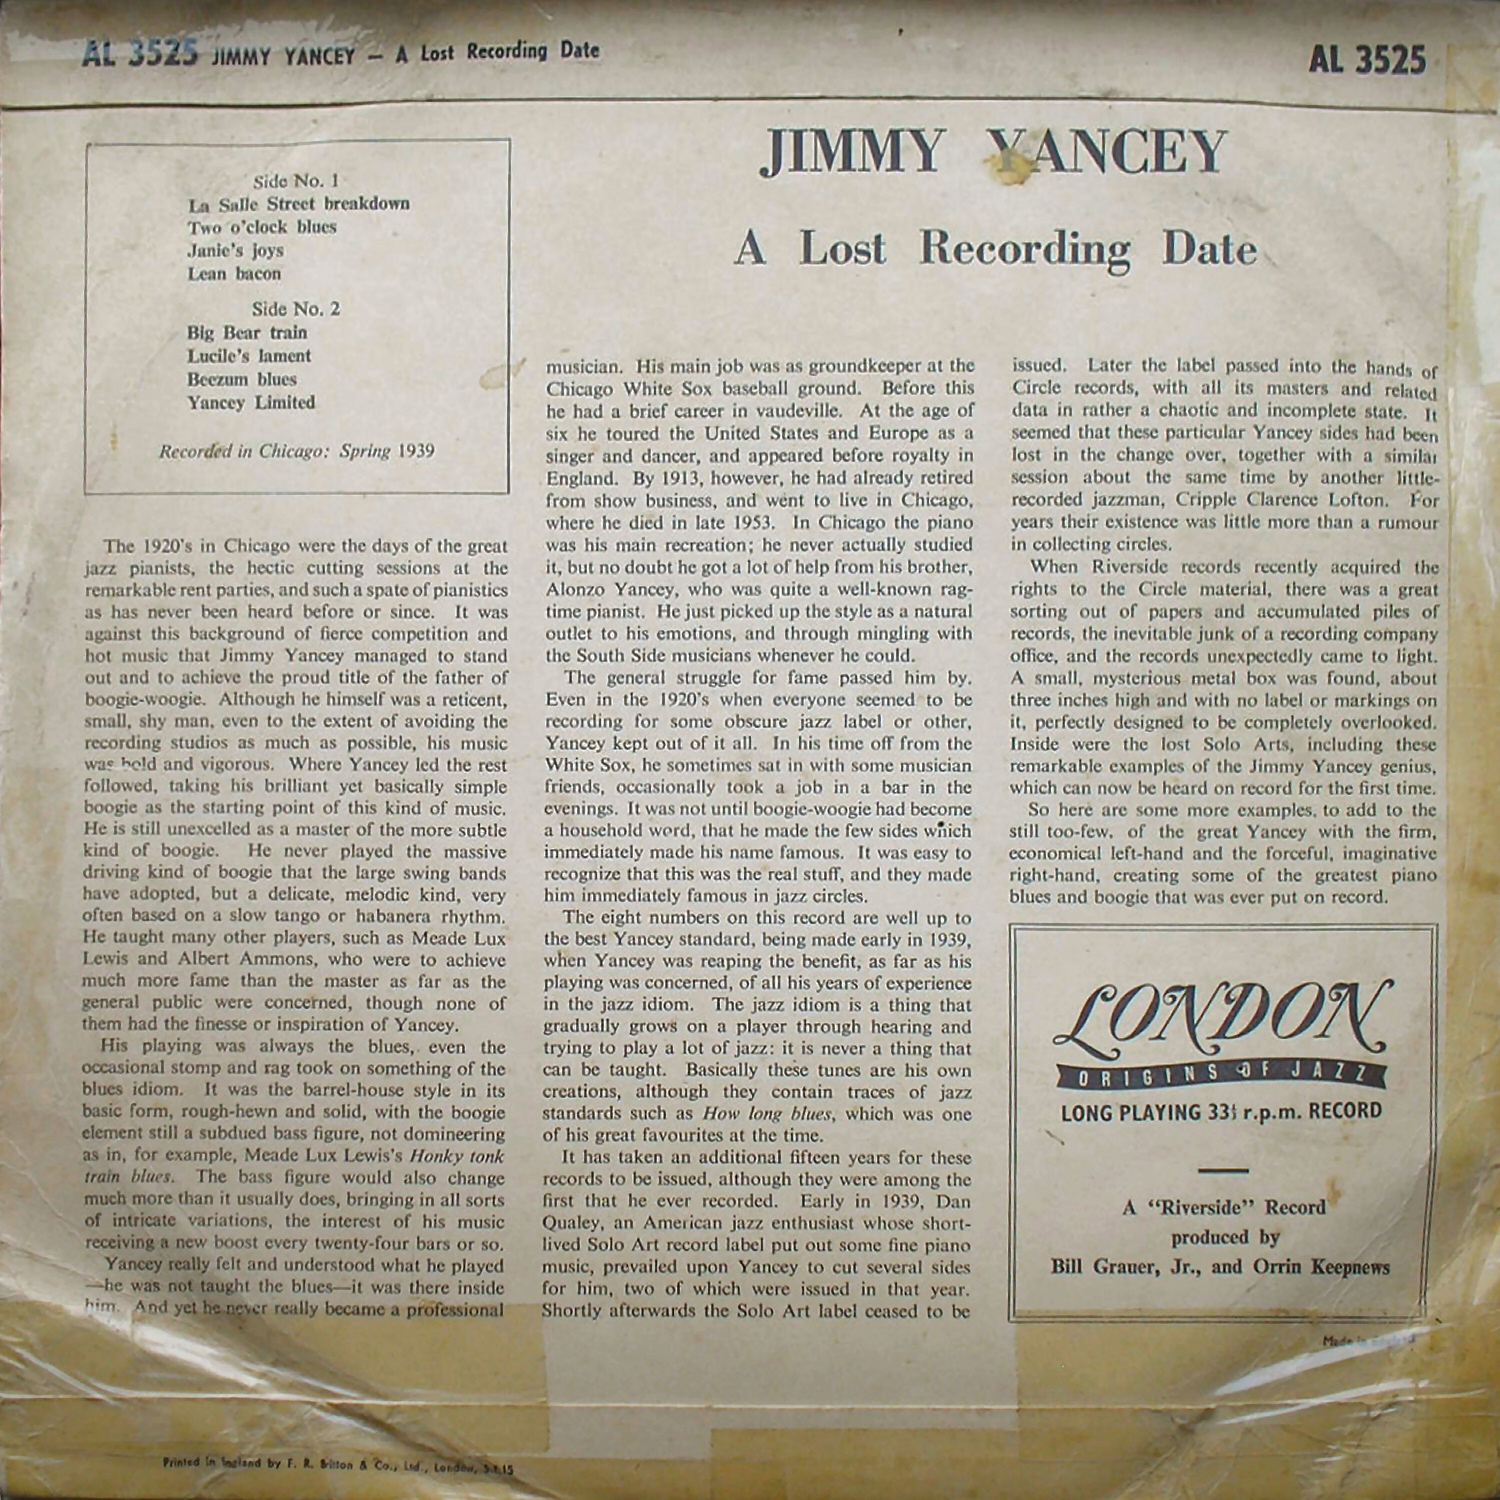 AL 3525 JIMMY YANCEY — A Lost Recording Date
AL 3525
JIMMY YANCEY
A Lost Recording Date
Side No. 1
La Salle Street breakdown
Two o'clock blues
Janie's joys
Lean bacon
Side No. 2
Big Bear train
Lucile's lament
Beezum blues
Yancey Limited
Recorded in Chicago: Spring 1939
The 1920's in Chicago were the days of the great
jazz pianists, the hectic cutting sessions at the
remarkable rent parties, and such a spate of pianistics
as has never been heard before or since. It was
against this background of fierce competition and
hot music that Jimmy Yancey managed to stand
out and to achieve the proud title of the father of
boogie-woogie. Although he himself was a reticent,
small, shy man, even to the extent of avoiding the
recording studios as much as possible, his music
was bold and vigorous. Where Yancey led the rest
followed, taking his brilliant yet basically simple
boogie as the starting point of this kind of music.
He is still unexcelled as a master of the more subtle
kind of boogie. He never played the massive
driving kind of boogie that the large swing bands
have adopted, but a delicate, melodic kind, very
often based on a slow tango or habanera rhythm.
He taught many other players, such as Meade Lux
Lewis and Albert Ammons, who were to achieve
much more fame than the master as far as the
general public were concerned, though none of
them had the finesse or inspiration of Yancey.
His playing was always the blues, even the
occasional stomp and rag took on something of the
blues idiom. It was the barrel-house style in its
basic form, rough-hewn and solid, with the boogie
element still a subdued bass figure, not domineering
as in, for example, Meade Lux Lewis's Honky tonk
train blues. The bass figure would also change
much more than it usually does, bringing in all sorts
of intricate variations, the interest of his music
receiving a new boost every twenty-four bars or so.
Yancey really felt and understood what he played
—he was not taught the blues—it was there inside
him. And yet he never really became a professional
musician. His main job was as groundkeeper at the
Chicago White Sox baseball ground. Before this
he had a brief career in vaudeville. At the age of
six he toured the United States and Europe as a
singer and dancer, and appeared before royalty in
England. By 1913, however, he had already retired
from show business, and went to live in Chicago,
where he died in late 1953. In Chicago the piano
was his main recreation; he never actually studied
it, but no doubt he got a lot of help from his brother,
Alonzo Yancey, who was quite a well-known rag-
time pianist. He just picked up the style as a natural
outlet to his emotions, and through mingling with
the South Side musicians whenever he could.
The general struggle for fame passed him by.
Even in the 1920's when everyone seemed to be
recording for some obscure jazz label or other,
Yancey kept out of it all. In his time off from the
White Sox, he sometimes sat in with some musician
friends, occasionally took a job in a bar in the
evenings. It was not until boogie-woogie had become
a household word, that he made the few sides which
immediately made his name famous. It was easy to
recognize that this was the real stuff, and they made
him immediately famous in jazz circles.
The eight numbers on this record are well up to
the best Yancey standard, being made early in 1939,
when Yancey was reaping the benefit, as far as his
playing was concerned, of all his years of experience
in the jazz idiom. The jazz idiom is a thing that
gradually grows on a player through hearing and
trying to play a lot of jazz: it is never a thing that
can be taught. Basically these tunes are his own
creations, although they contain traces of jazz
standards such as How long blues, which was one
of his great favourites at the time.
It has taken an additional fifteen years for these
records to be issued, although they were among the
first that he ever recorded. Early in 1939, Dan
Qualey, an American jazz enthusiast whose short-
lived Solo Art record label put out some fine piano
music, prevailed upon Yancey to cut several sides
for him, two of which were issued in that year.
Shortly afterwards the Solo Art label ceased to be
issued. Later the label passed into the hands of
Circle records, with all its masters and related
data in rather a chaotic and incomplete state. It
seemed that these particular Yancey sides had been
lost in the change over, together with a similar
session about the same time by another little-
recorded jazzman, Cripple Clarence Lofton. For
years their existence was little more than a rumour
in collecting circles.
When Riverside records recently acquired the
rights to the Circle material, there was a great
sorting out of papers and accumulated piles of
records, the inevitable junk of a recording company
office, and the records unexpectedly came to light.
A small, mysterious metal box was found, about
three inches high and with no label or markings on
it, perfectly designed to be completely overlooked.
Inside were the lost Solo Arts, including these
remarkable examples of the Jimmy Yancey genius,
which can now be heard on record for the first time.
So here are some more examples, to add to the
still too-few, of the great Yancey with the firm,
economical left-hand and the forceful, imaginative
right-hand, creating some of the greatest piano
blues and boogie that was ever put on record.
LONDON
ORIGINS OF JAZZ
LONG PLAYING 33⅓ r.p.m. RECORD
A "Riverside" Record
produced by
Bill Grauer, Jr., and Orrin Keepnews
Made in
Printed in England by F. R. Britton & Co., Ltd., London,